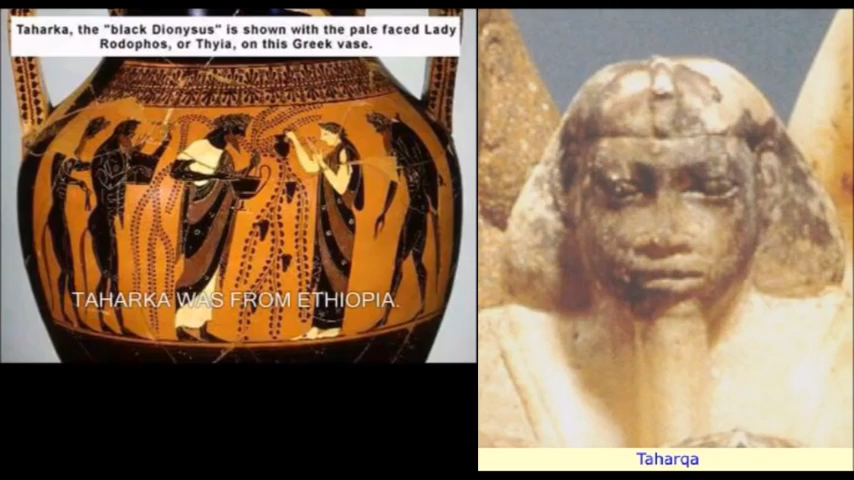 Taharka, the "black Dionysus" is shown with the pale faced Lady
Rodophos, or Thyia, on this Greek vase.
TAHARKA WAS FROM ETHIOPIA.
Taharqa